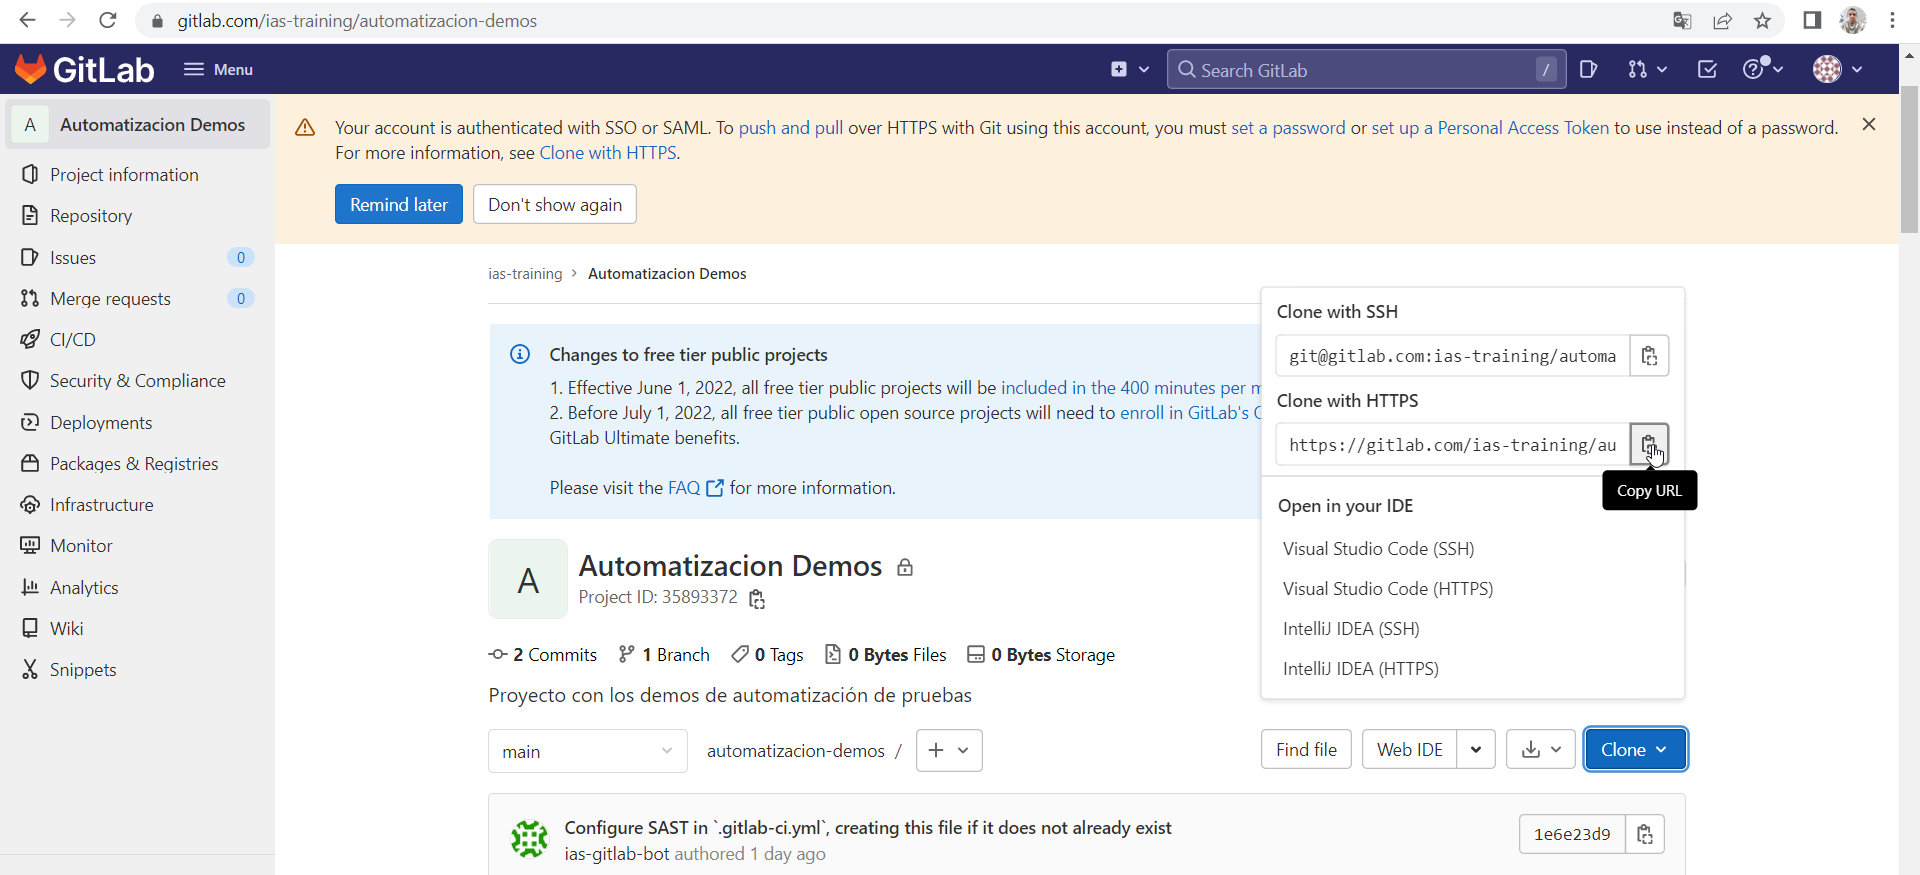 gitlab.com/ias-training/automatizacion-demos
GitLab
Menu
Search GitLab
/
A
Automatizacion Demos
Project information
Repository
Issues
0
Merge requests
0
CI/CD
Security & Compliance
Deployments
Packages & Registries
Infrastructure
Monitor
Analytics
Wiki
Snippets
Your account is authenticated with SSO or SAML. To push and pull over HTTPS with Git using this account, you must set a password or set up a Personal Access Token to use instead of a password.
For more information, see Clone with HTTPS.
Remind later
Don't show again
ias-training > Automatizacion Demos
Changes to free tier public projects
1. Effective June 1, 2022, all free tier public projects will be included in the 400 minutes per
2. Before July 1, 2022, all free tier public open source projects will need to enroll in GitLab's
GitLab Ultimate benefits.
Please visit the FAQ for more information.
Clone with SSH
git@gitlab.com:ias-training/automa
Clone with HTTPS
https://gitlab.com/ias-training/au
Copy URL
Open in your IDE
Visual Studio Code (SSH)
Visual Studio Code (HTTPS)
IntelliJ IDEA (SSH)
IntelliJ IDEA (HTTPS)
A
Automatizacion Demos
Project ID: 35893372
2 Commits
1 Branch
0 Tags
0 Bytes Files
0 Bytes Storage
Proyecto con los demos de automatización de pruebas
main
automatizacion-demos /
+
Find file
Web IDE
Clone
Configure SAST in `.gitlab-ci.yml`, creating this file if it does not already exist
ias-gitlab-bot authored 1 day ago
1e6e23d9